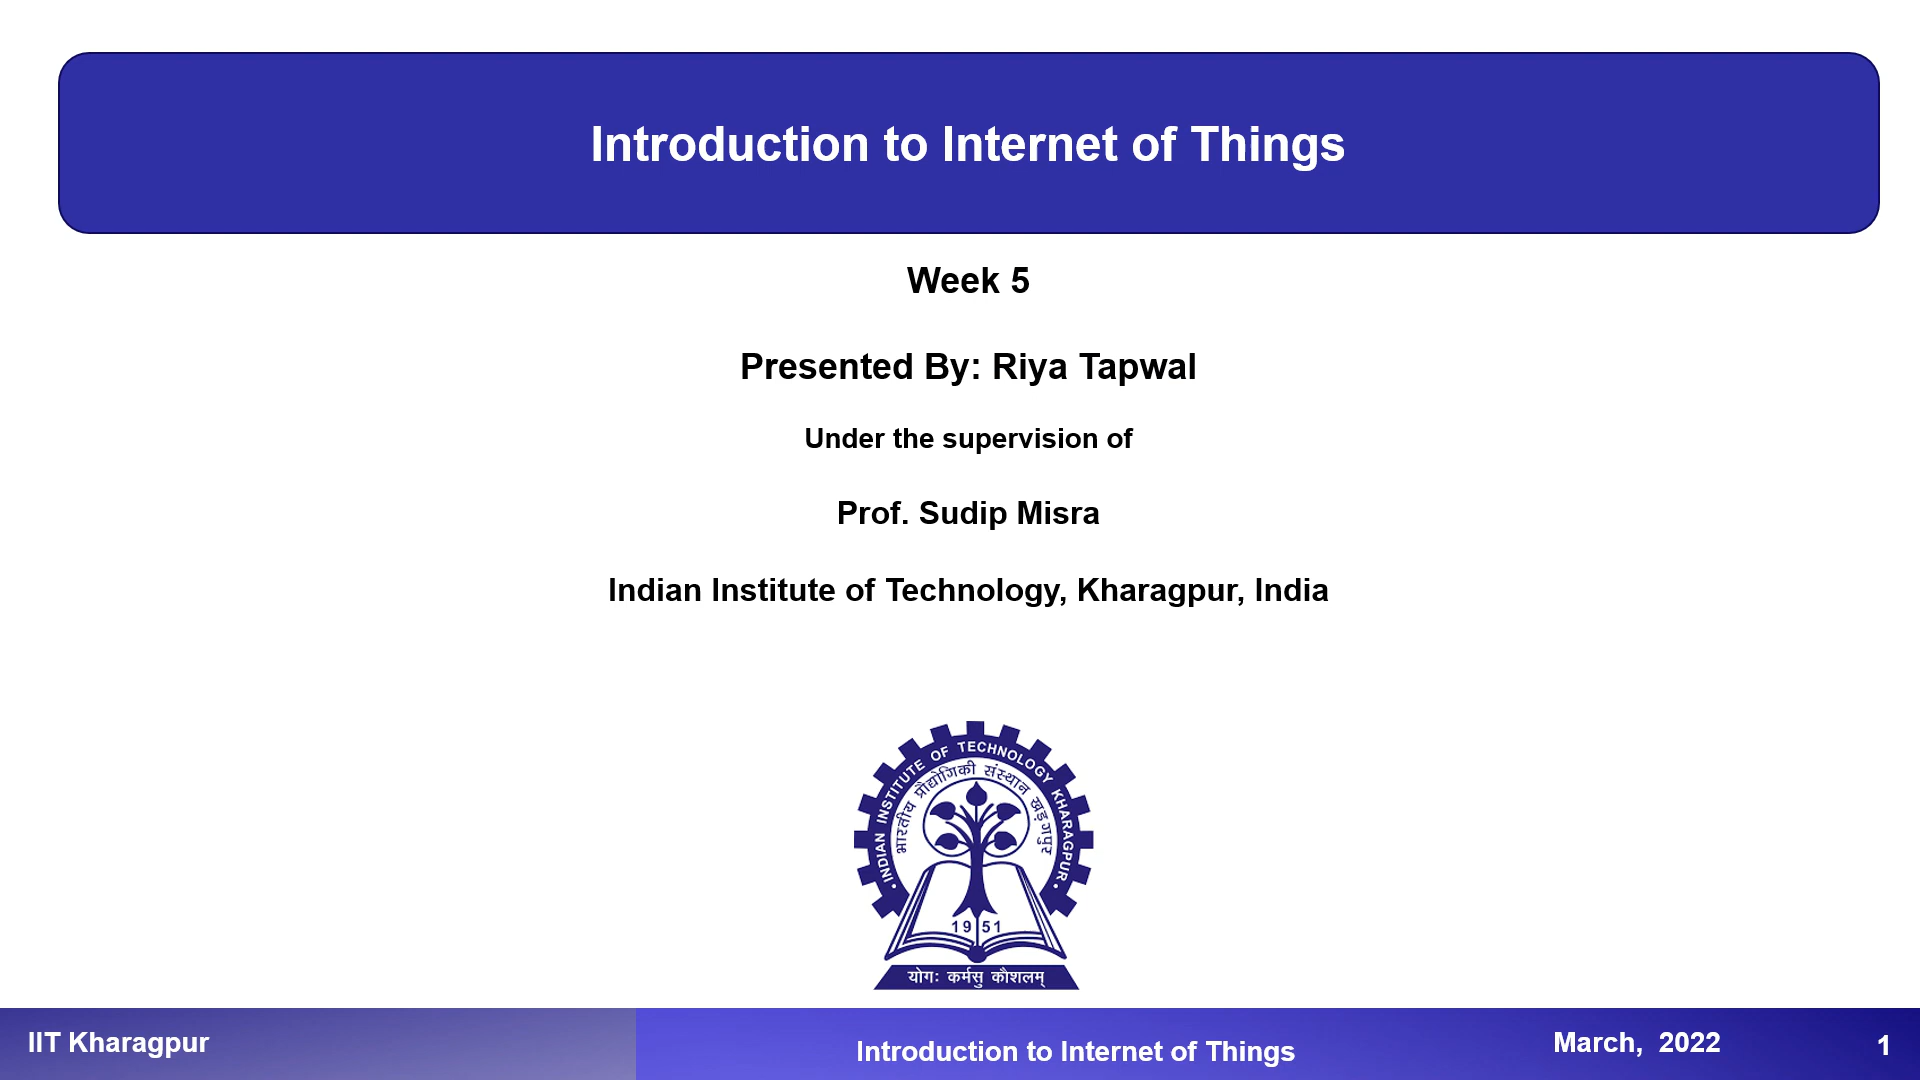 Introduction to Internet of Things
Week 5
Presented By: Riya Tapwal
Under the supervision of
Prof. Sudip Misra
Indian Institute of Technology, Kharagpur, India
• INDIAN INSTITUTE OF TECHNOLOGY KHARAGPUR •
भारतीय प्रौद्योगिकी संस्थान खड़गपुर
19 51
योगः कर्मसु कौशलम्
IIT Kharagpur
Introduction to Internet of Things
March, 2022
1